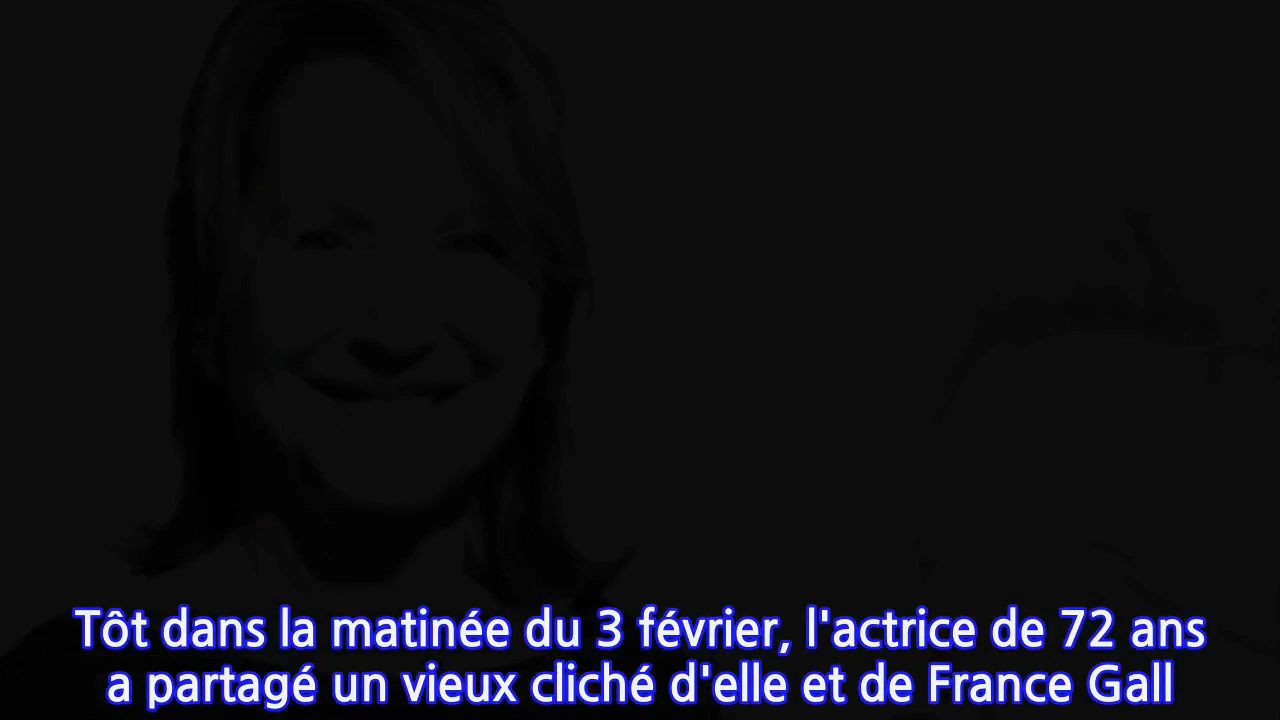 Tôt dans la matinée du 3 février, l'actrice de 72 ans
a partagé un vieux cliché d'elle et de France Gall